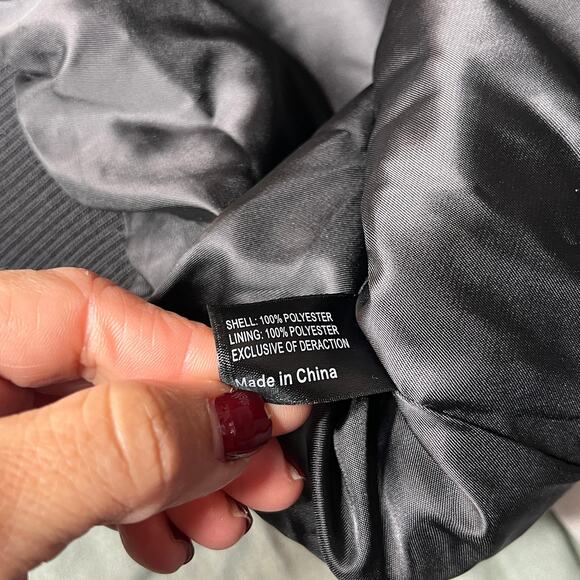 SHELL: 100% POLYESTER
LINING: 100% POLYESTER
EXCLUSIVE OF DERACTION
Made in China